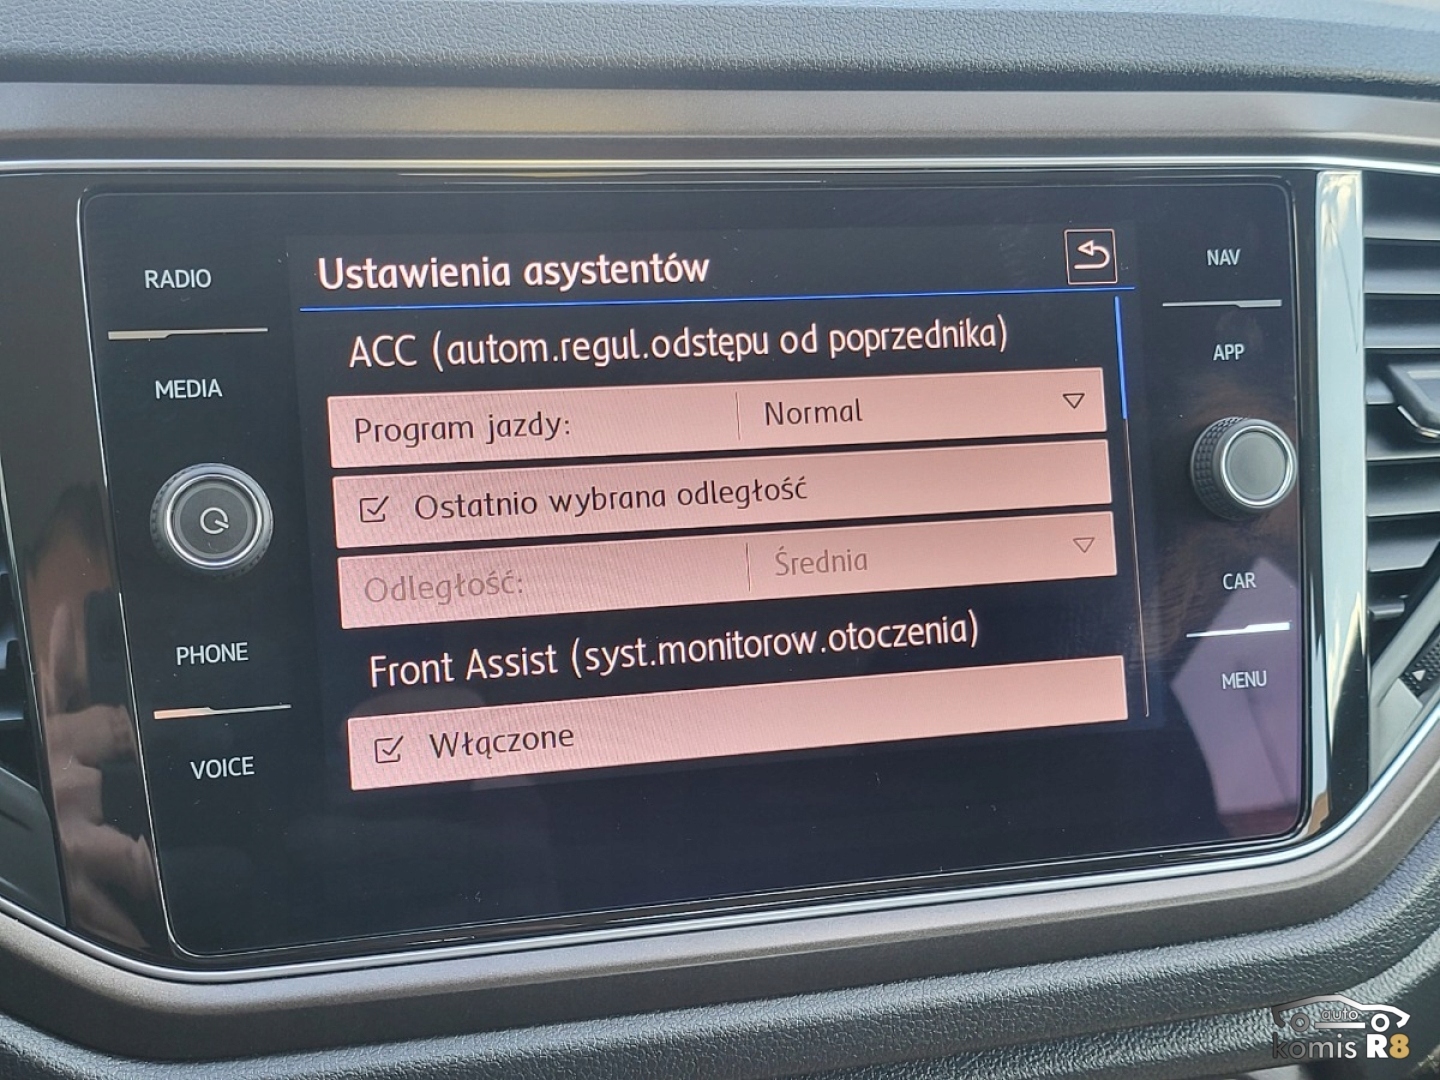 RADIO
MEDIA
PHONE
VOICE
Ustawienia asystentów
ACC (autom.regul.odstępu od poprzednika)
Program jazdy: Normal
Ostatnio wybrana odległość
Odległość: Średnia
Front Assist (syst.monitorow.otoczenia)
Włączone
NAV
APP
CAR
MENU
auto
komis R8